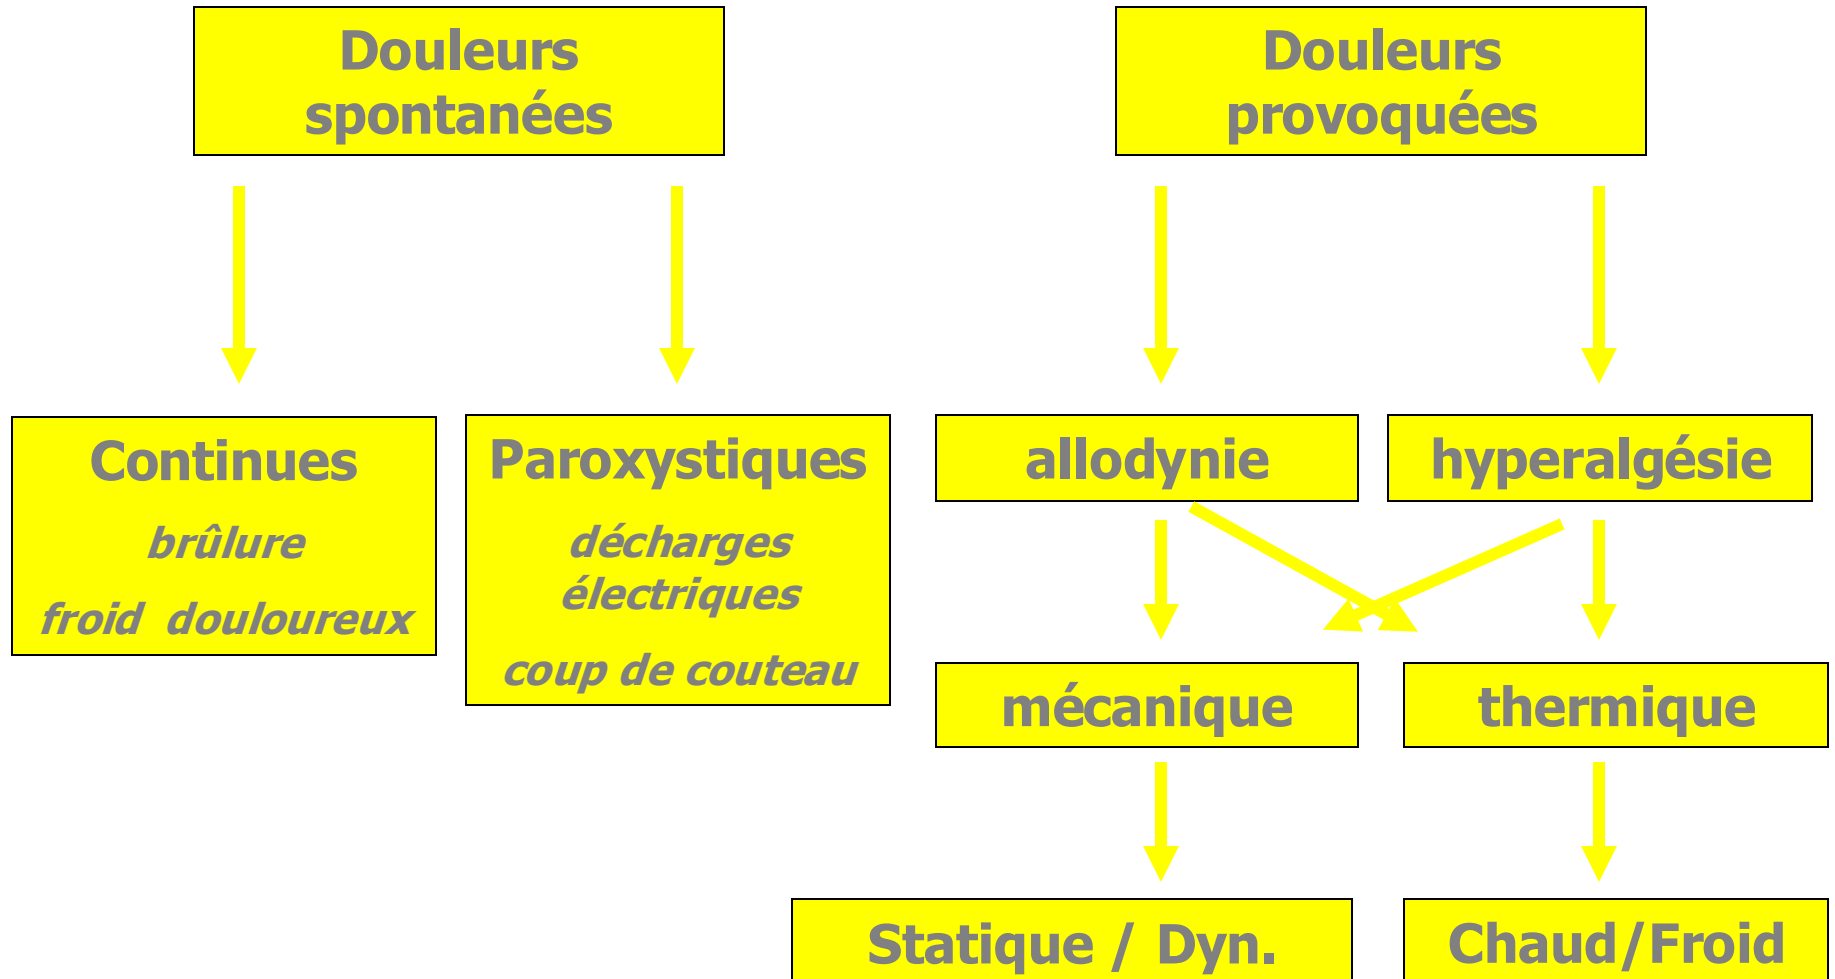 Douleurs
spontanées
Douleurs
provoquées
Continues
brûlure
froid douloureux
Paroxystiques
décharges
électriques
coup de couteau
allodynie
hyperalgésie
mécanique
thermique
Statique / Dyn.
Chaud/Froid